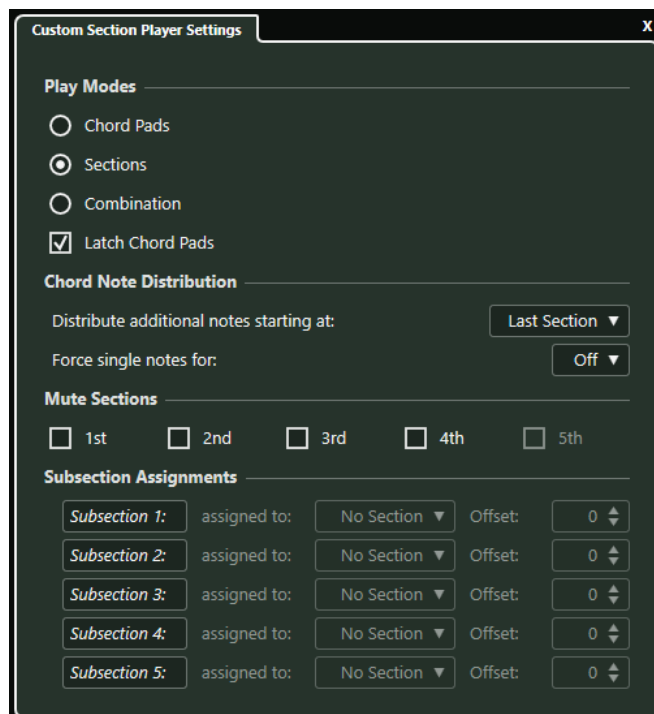 Custom Section Player Settings X
Play Modes
Chord Pads
Sections
Combination
Latch Chord Pads
Chord Note Distribution
Distribute additional notes starting at: Last Section
Force single notes for: Off
Mute Sections
1st 2nd 3rd 4th 5th
Subsection Assignments
Subsection 1: assigned to: No Section Offset: 0
Subsection 2: assigned to: No Section Offset: 0
Subsection 3: assigned to: No Section Offset: 0
Subsection 4: assigned to: No Section Offset: 0
Subsection 5: assigned to: No Section Offset: 0